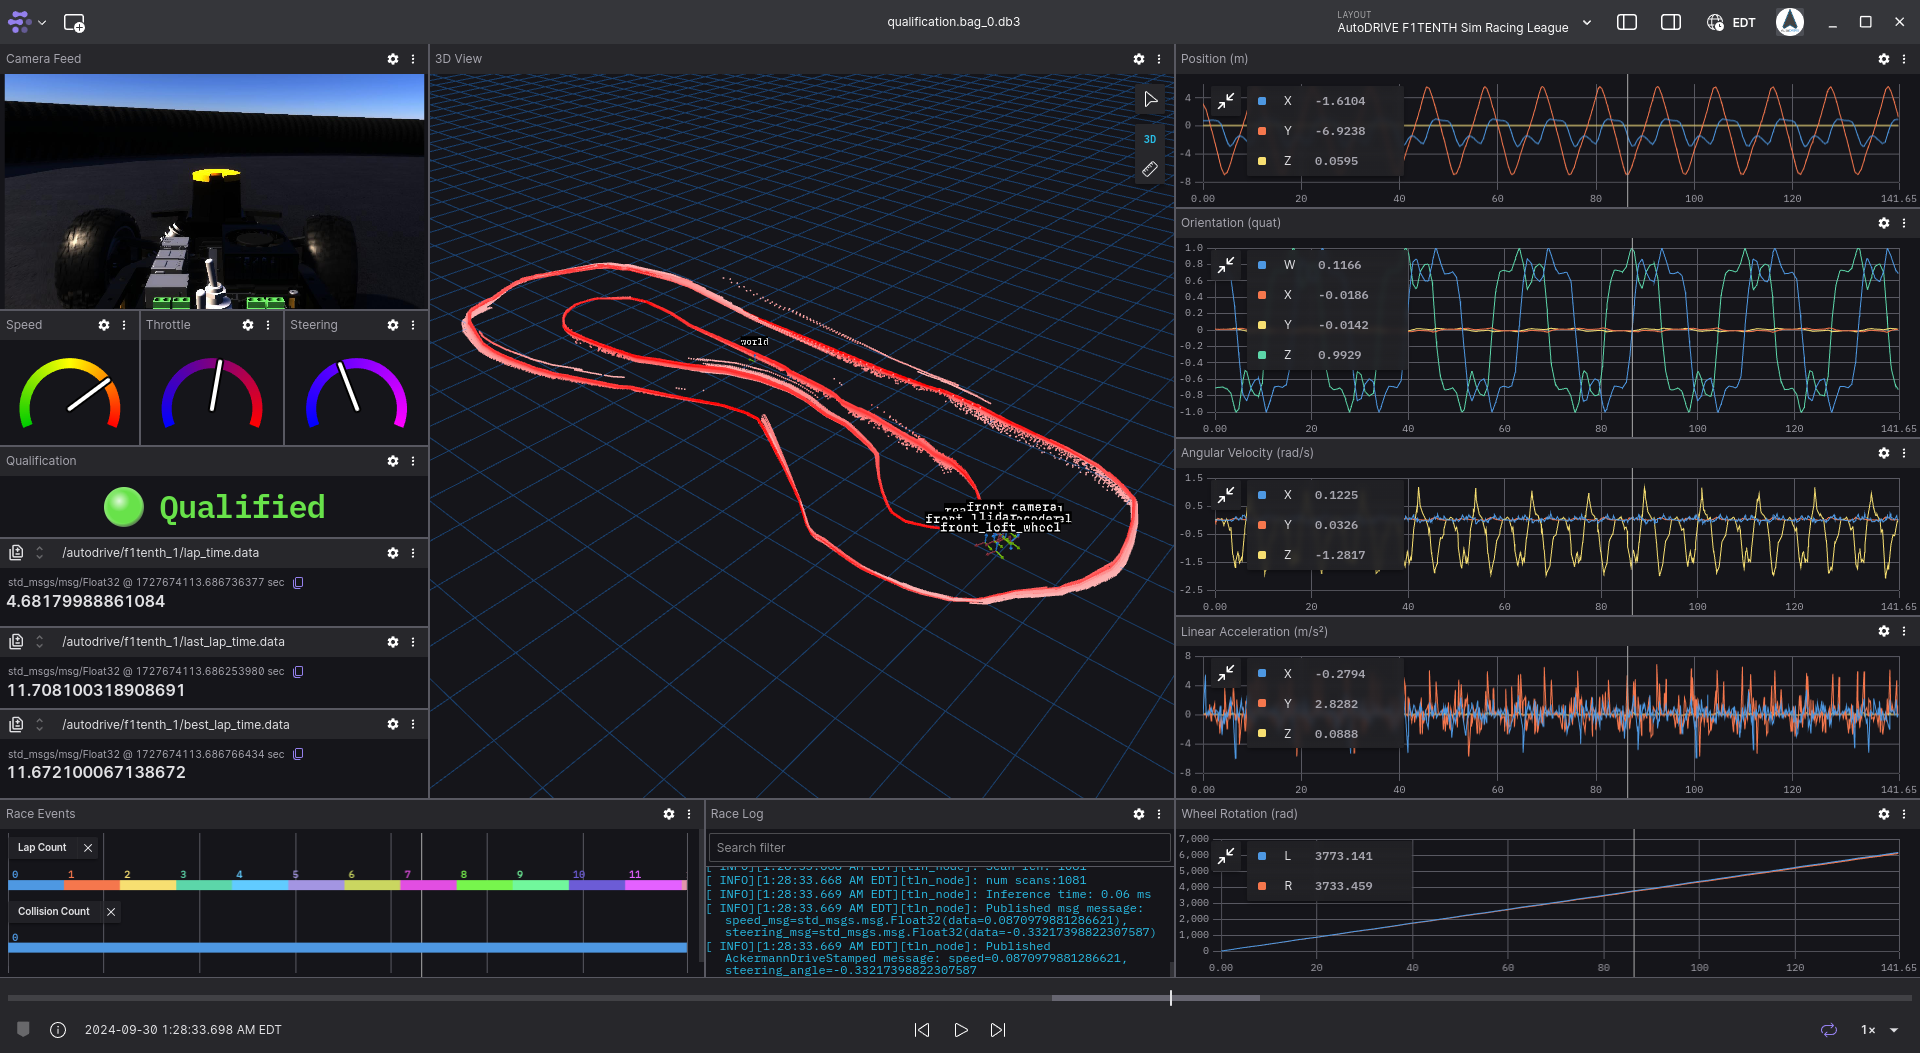 qualification.bag_0.db3
LAYOUT
AutoDRIVE F1TENTH Sim Racing League
EDT
Camera Feed
3D View
3D
world
front_camera
front_left_wheel
Speed
Throttle
Steering
Qualification
Qualified
/autodrive/f1tenth_1/lap_time.data
std_msgs/msg/Float32 @ 1727674113.686736377 sec
4.68179988861084
/autodrive/f1tenth_1/last_lap_time.data
std_msgs/msg/Float32 @ 1727674113.686253980 sec
11.708100318908691
/autodrive/f1tenth_1/best_lap_time.data
std_msgs/msg/Float32 @ 1727674113.686766434 sec
11.672100067138672
Position (m)
X -1.6104
Y -6.9238
Z 0.0595
4
0
-4
-8
0.00 20 40 60 80 100 120 141.65
Orientation (quat)
W 0.1166
X -0.0186
Y -0.0142
Z 0.9929
1.0
0.8
0.6
0.4
0.2
0
-0.2
-0.4
-0.6
-0.8
-1.0
0.00 20 40 60 80 100 120 141.65
Angular Velocity (rad/s)
X 0.1225
Y 0.0326
Z -1.2817
1.5
0.5
-0.5
-1.5
-2.5
0.00 20 40 60 80 100 120 141.65
Linear Acceleration (m/s²)
X -0.2794
Y 2.8282
Z 0.0888
8
4
0
-4
-8
0.00 20 40 60 80 100 120 141.65
Race Events
Lap Count
0 1 2 3 4 5 6 7 8 9 10 11
Collision Count
0
Race Log
Search filter
[ INFO][1:28:33.668 AM EDT][tln_node]: scan len: 1081
[ INFO][1:28:33.668 AM EDT][tln_node]: num scans:1081
[ INFO][1:28:33.669 AM EDT][tln_node]: Inference time: 0.06 ms
[ INFO][1:28:33.669 AM EDT][tln_node]: Published msg message:
speed_msg=std_msgs.msg.Float32(data=0.0870979881286621),
steering_msg=std_msgs.msg.Float32(data=-0.33217398822307587)
[ INFO][1:28:33.669 AM EDT][tln_node]: Published
AckermannDriveStamped message: speed=0.0870979881286621,
steering_angle=-0.33217398822307587
Wheel Rotation (rad)
L 3773.141
R 3733.459
7,000
6,000
5,000
4,000
3,000
2,000
1,000
0
0.00 20 40 60 80 100 120 141.65
2024-09-30 1:28:33.698 AM EDT
1×